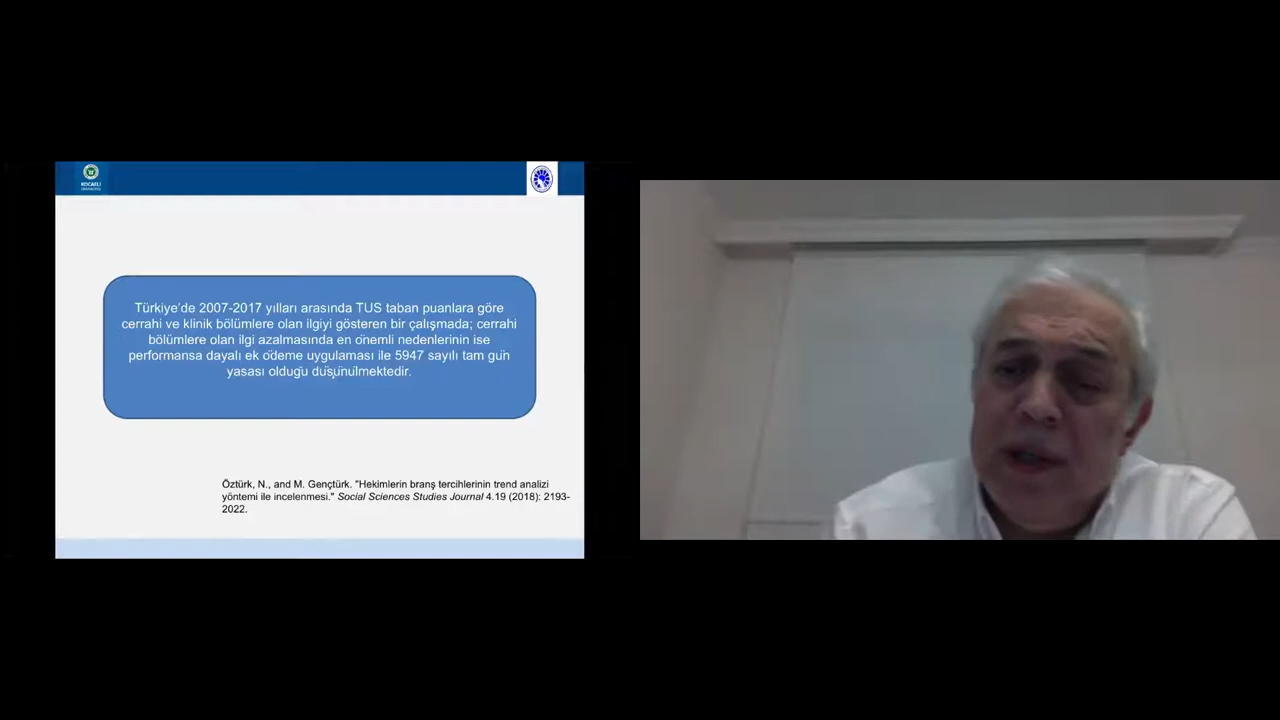 KOCAELİ
Türkiye'de 2007-2017 yılları arasında TUS taban puanlara göre
cerrahi ve klinik bölümlere olan ilgiyi gösteren bir çalışmada; cerrahi
bölümlere olan ilgi azalmasında en önemli nedenlerinin ise
performansa dayalı ek ödeme uygulaması ile 5947 sayılı tam gün
yasası olduğu düşünülmektedir.
Öztürk, N., and M. Gençtürk. "Hekimlerin branş tercihlerinin trend analizi
yöntemi ile incelenmesi." Social Sciences Studies Journal 4.19 (2018): 2193-
2022.